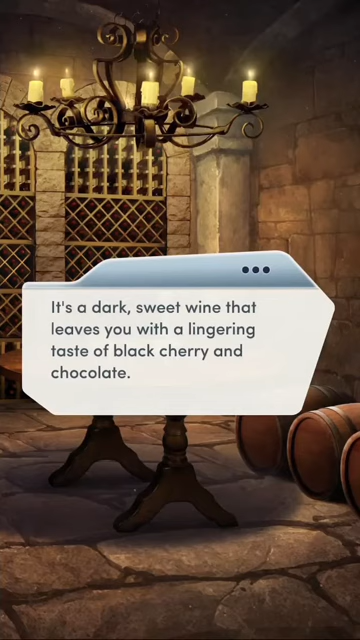 It's a dark, sweet wine that
leaves you with a lingering
taste of black cherry and
chocolate.